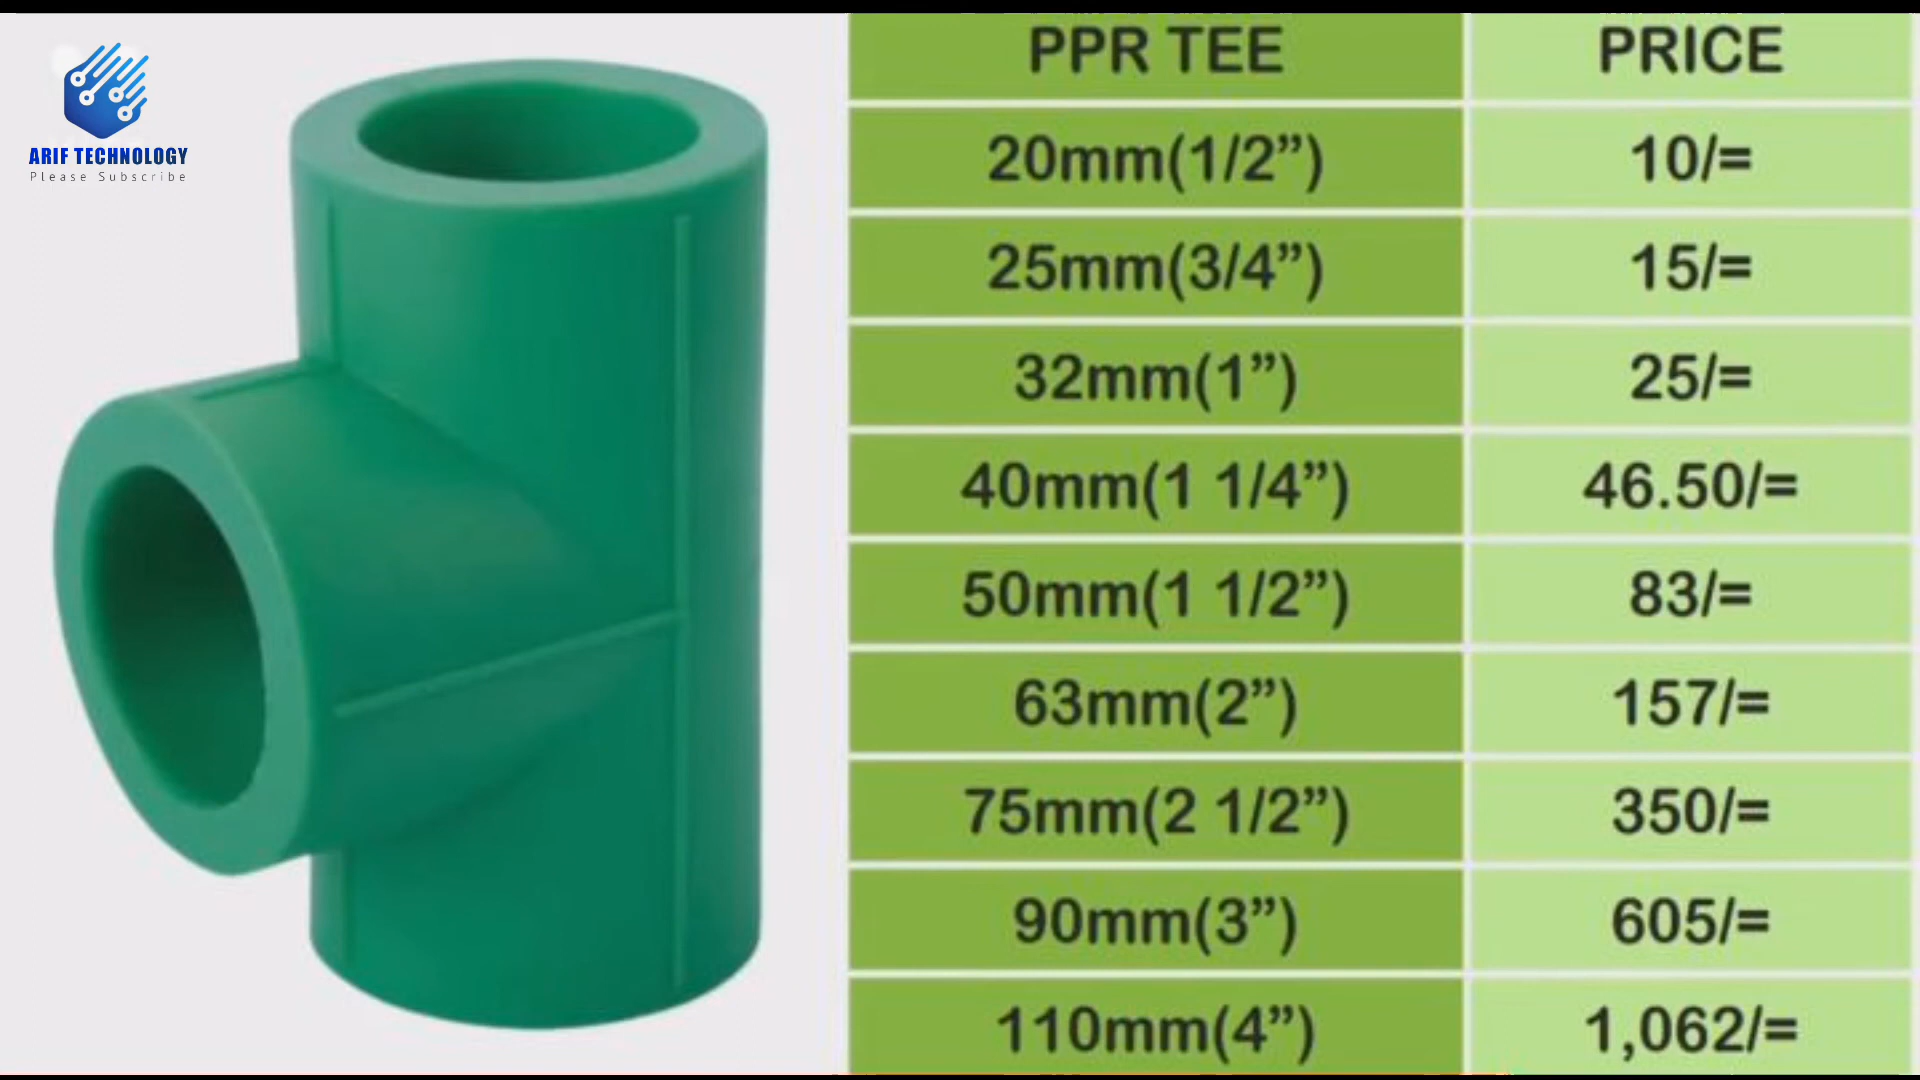 ARIF TECHNOLOGY
Please Subscribe
PPR TEE PRICE
20mm(1/2”) 10/=
25mm(3/4”) 15/=
32mm(1”) 25/=
40mm(1 1/4”) 46.50/=
50mm(1 1/2”) 83/=
63mm(2”) 157/=
75mm(2 1/2”) 350/=
90mm(3”) 605/=
110mm(4”) 1,062/=